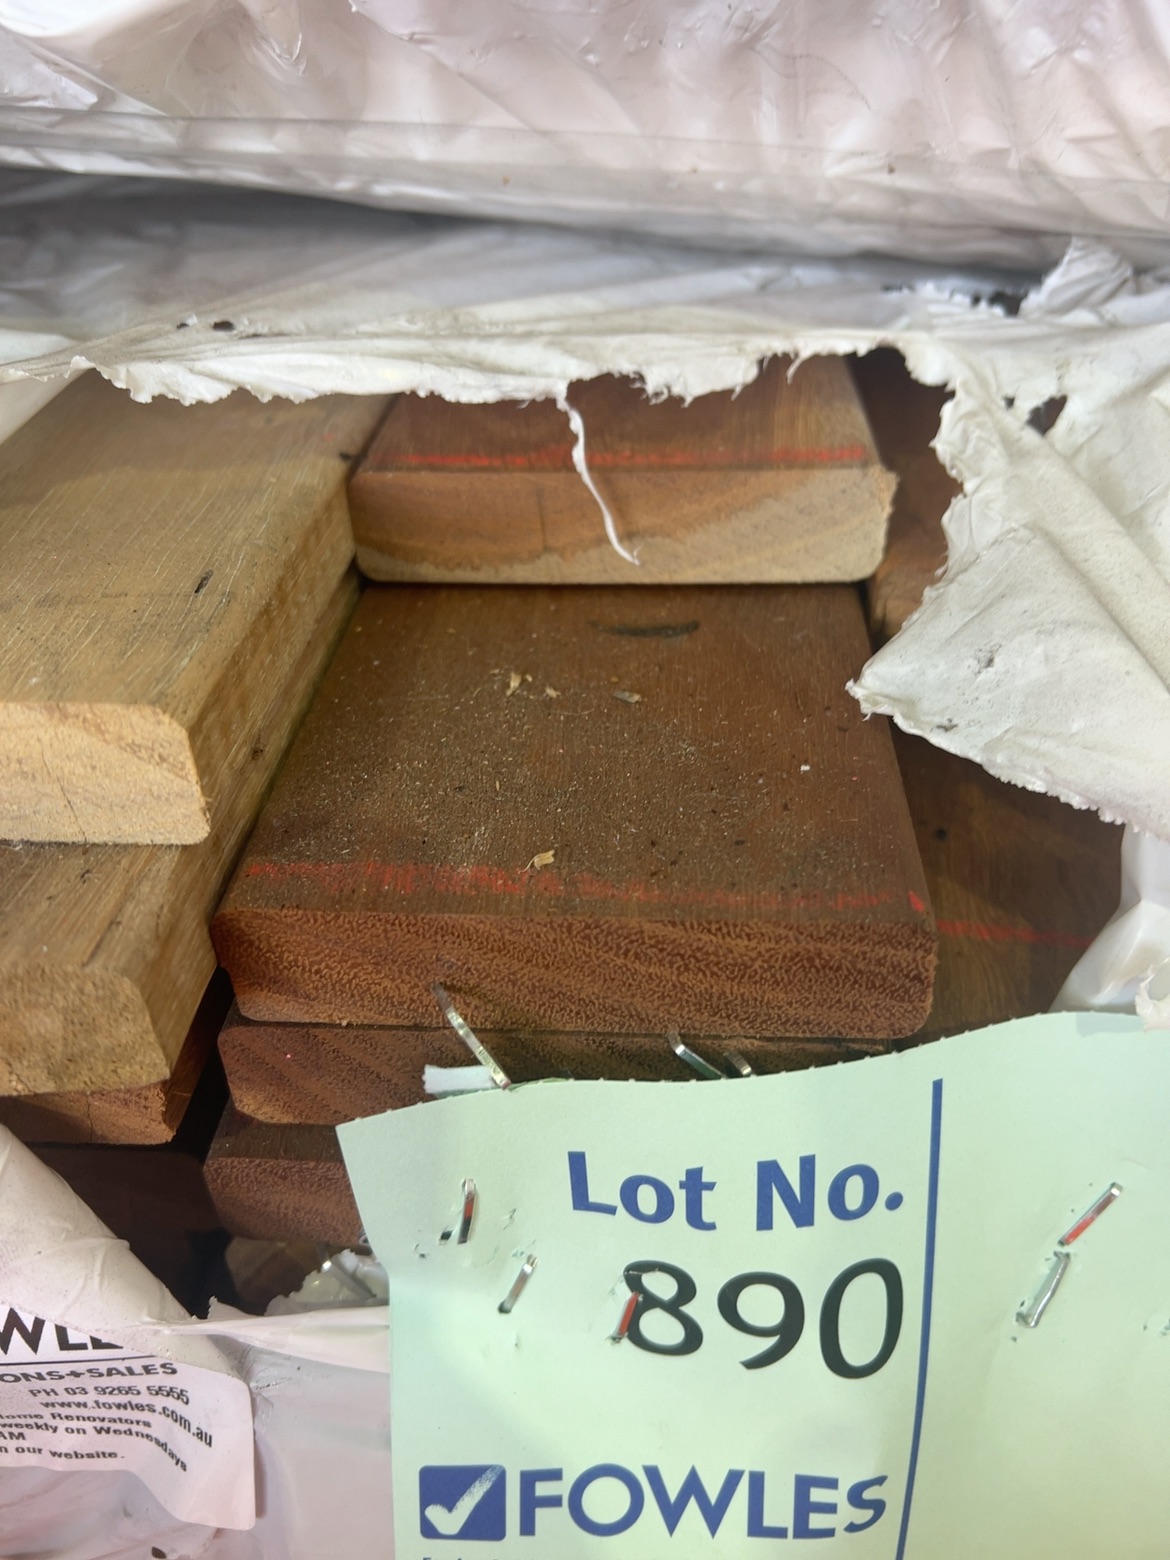 Lot No.
890
FOWLES
ONS+SALES
PH 03 9265 5555
www.fowles.com.au
Home Renovators
weekly on Wednesdays
AM
n our website.